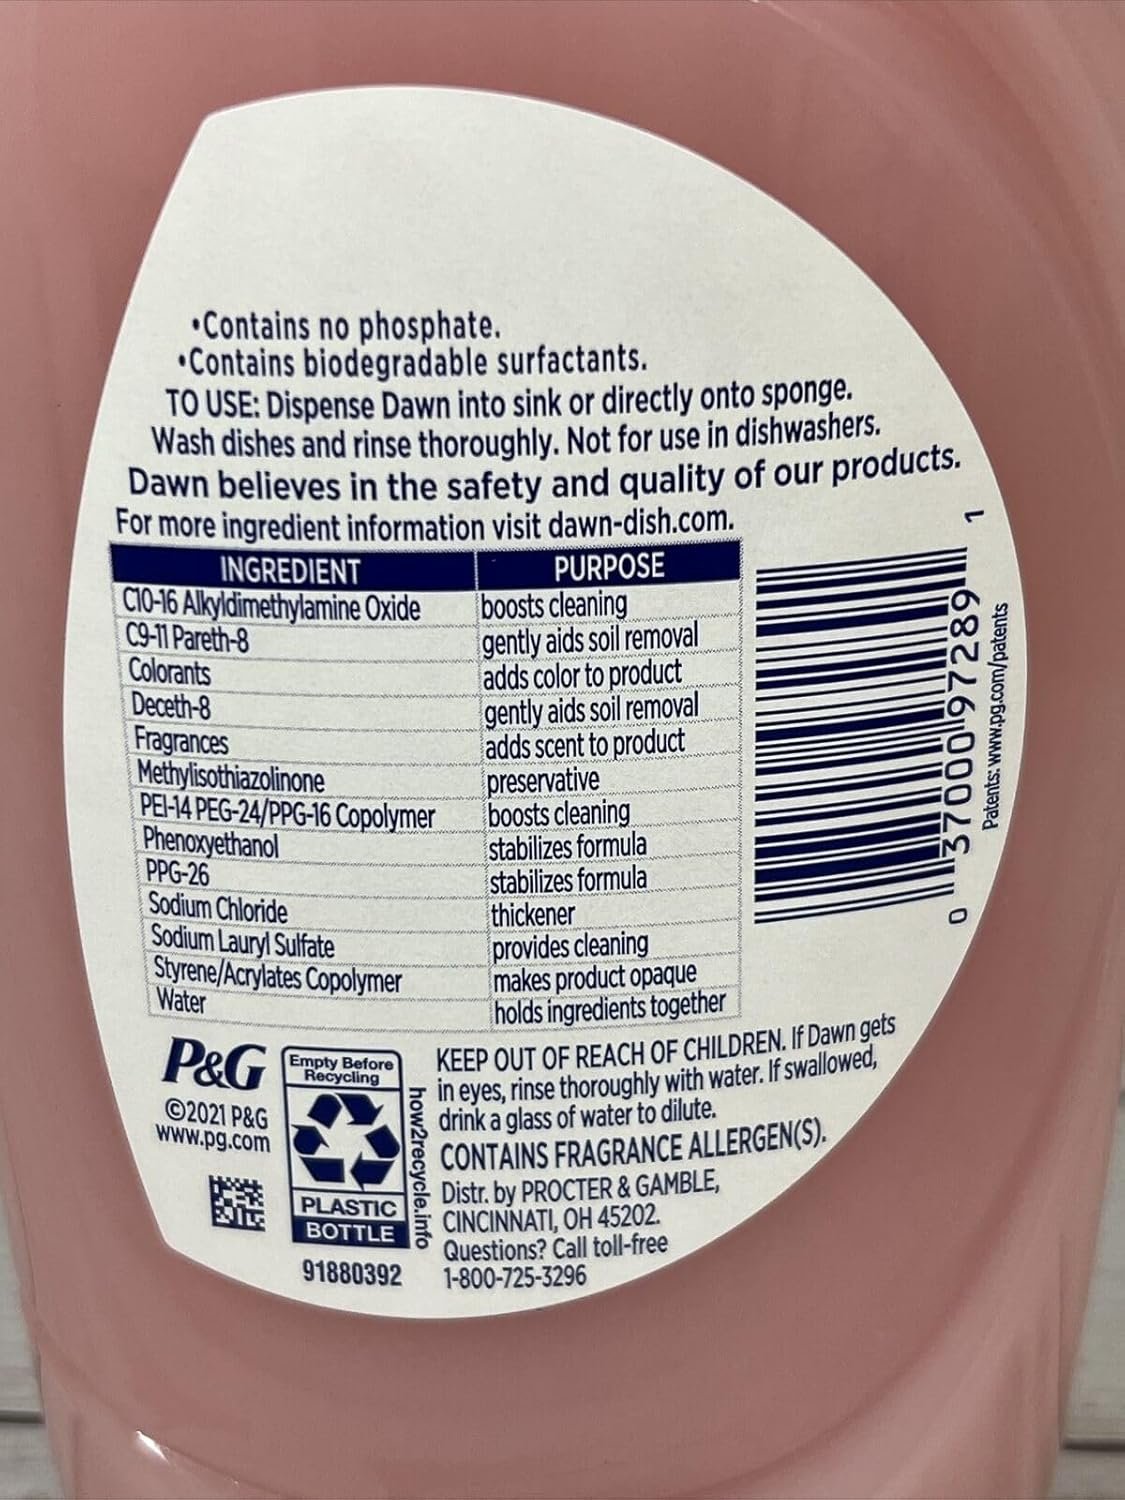 •Contains no phosphate.
•Contains biodegradable surfactants.
TO USE: Dispense Dawn into sink or directly onto sponge.
Wash dishes and rinse thoroughly. Not for use in dishwashers.
Dawn believes in the safety and quality of our products.
For more ingredient information visit dawn-dish.com.
INGREDIENT PURPOSE
C10-16 Alkyldimethylamine Oxide boosts cleaning
C9-11 Pareth-8 gently aids soil removal
Colorants adds color to product
Deceth-8 gently aids soil removal
Fragrances adds scent to product
Methylisothiazolinone preservative
PEI-14 PEG-24/PPG-16 Copolymer boosts cleaning
Phenoxyethanol stabilizes formula
PPG-26 stabilizes formula
Sodium Chloride thickener
Sodium Lauryl Sulfate provides cleaning
Styrene/Acrylates Copolymer makes product opaque
Water holds ingredients together
0 37000 97289 1
Patents: www.pg.com/patents
P&G
©2021 P&G
www.pg.com
Empty Before
Recycling
PLASTIC
BOTTLE
how2recycle.info
91880392
KEEP OUT OF REACH OF CHILDREN. If Dawn gets
in eyes, rinse thoroughly with water. If swallowed,
drink a glass of water to dilute.
CONTAINS FRAGRANCE ALLERGEN(S).
Distr. by PROCTER & GAMBLE,
CINCINNATI, OH 45202.
Questions? Call toll-free
1-800-725-3296